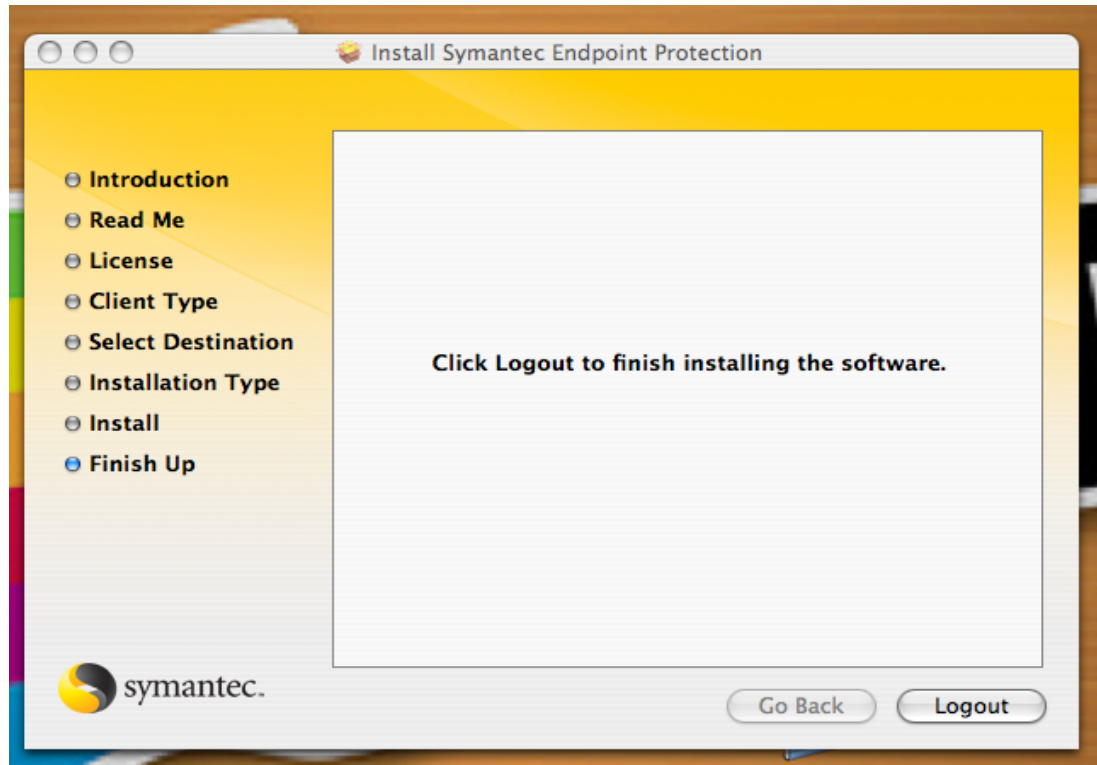 Install Symantec Endpoint Protection
Introduction
Read Me
License
Client Type
Select Destination
Installation Type
Install
Finish Up
Click Logout to finish installing the software.
symantec.
Go Back
Logout